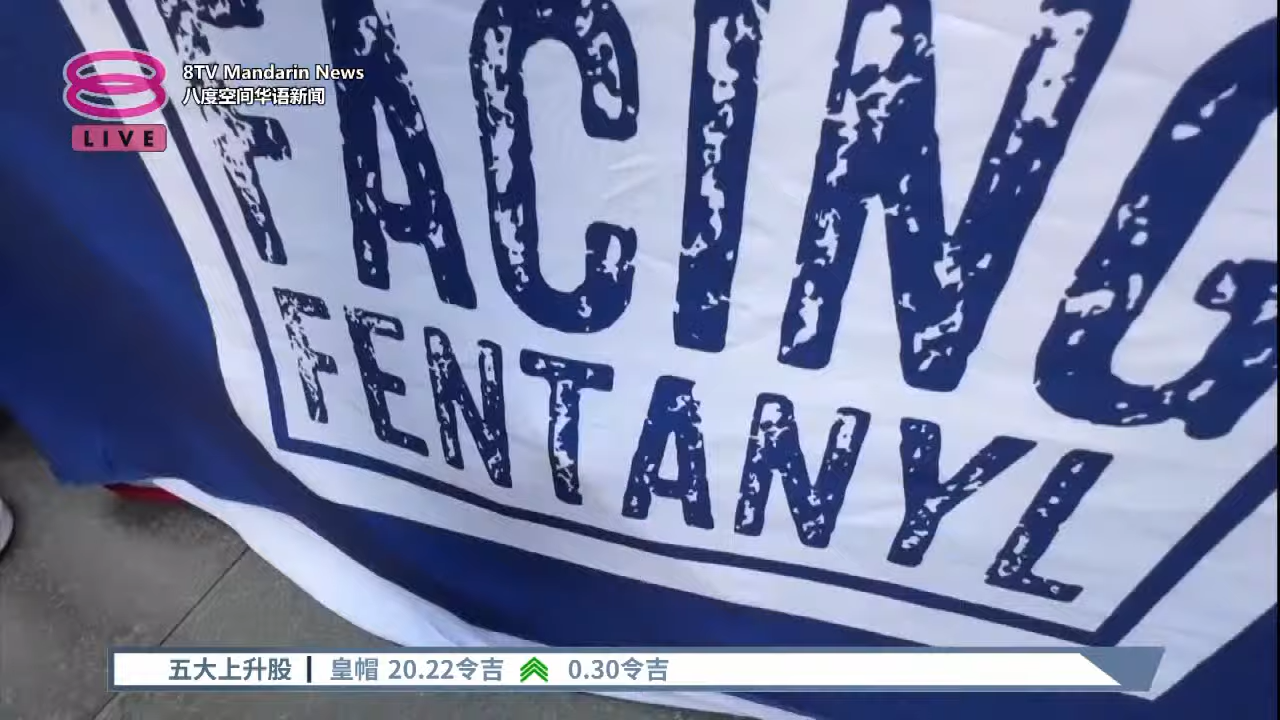 8TV Mandarin News
八度空间华语新闻
LIVE
FACING
FENTANYL
五大上升股 | 皇帽 20.22令吉 0.30令吉